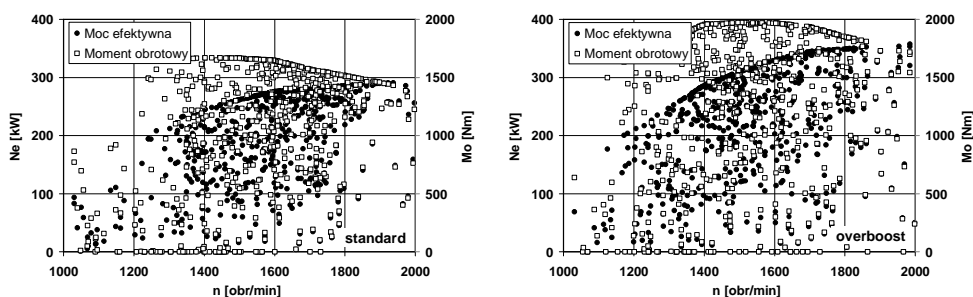 400
300
200
100
0
Ne [kW]
Moc efektywna
Moment obrotowy
2000
1500
1000
500
0
Mo [Nm]
standard
1000 1200 1400 1600 1800 2000
n [obr/min]
400
300
200
100
0
Ne [kW]
Moc efektywna
Moment obrotowy
2000
1500
1000
500
0
Mo [Nm]
overboost
1000 1200 1400 1600 1800 2000
n [obr/min]